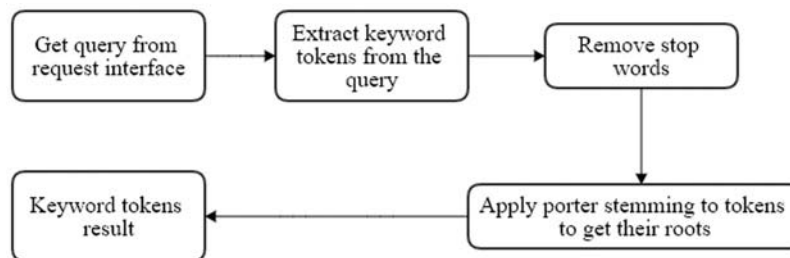 Get query from
request interface
Extract keyword
tokens from the
query
Remove stop
words
Apply porter stemming to tokens
to get their roots
Keyword tokens
result